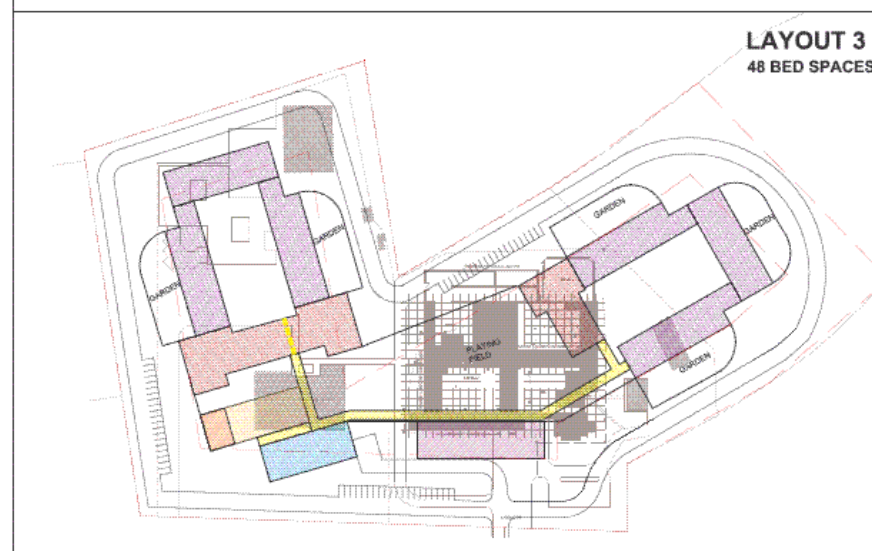 LAYOUT 3
48 BED SPACES
GARDEN
GARDEN
GARDEN
GARDEN
PLAYING
FIELD
GARDEN